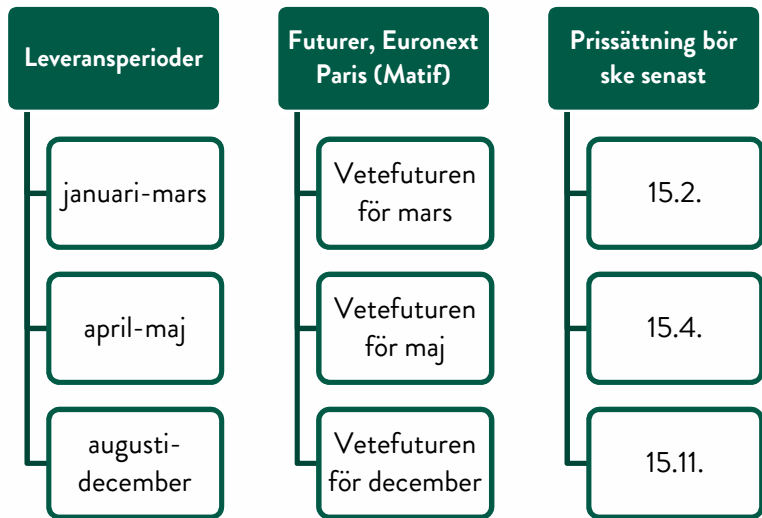 Leveransperioder
januari-mars
april-maj
augusti-
december
Futurer, Euronext
Paris (Matif)
Vetefuturen
för mars
Vetefuturen
för maj
Vetefuturen
för december
Prissättning bör
ske senast
15.2.
15.4.
15.11.